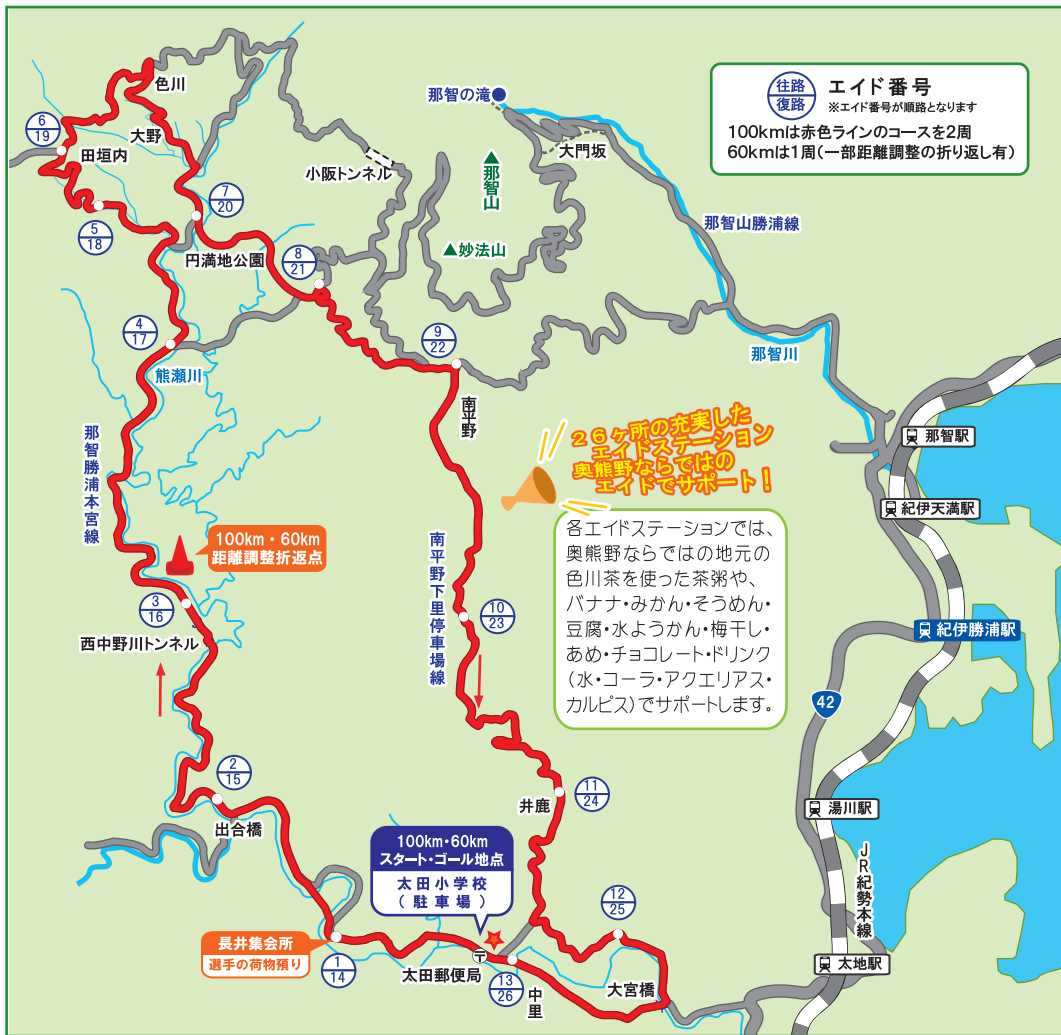 往路
復路
エイド番号
※エイド番号が順路となります
100kmは赤色ラインのコースを2周
60kmは1周(一部距離調整の折り返し有)
色川
大野
6
19
田垣内
5
18
7
20
円満地公園
8
21
小阪トンネル
那智の滝
大門坂
▲那智山
▲妙法山
那智山勝浦線
那智川
4
17
熊瀬川
9
22
南平野
那智勝浦本宮線
100km・60km
距離調整折返点
3
16
西中野川トンネル
南平野下里停車場線
10
23
26ヶ所の充実した
エイドステーション
奥熊野ならではの
エイドでサポート!
各エイドステーションでは、
奥熊野ならではの地元の
色川茶を使った茶粥や、
バナナ・みかん・そうめん・
豆腐・水ようかん・梅干し・
あめ・チョコレート・ドリンク
(水・コーラ・アクエリアス・
カルピス)でサポートします。
那智駅
紀伊天満駅
紀伊勝浦駅
42
湯川駅
JR紀勢本線
太地駅
2
15
出合橋
11
24
井鹿
100km・60km
スタート・ゴール地点
太田小学校
(駐車場)
12
25
長井集会所
選手の荷物預り
1
14
〒
太田郵便局
13
26
中里
大宮橋